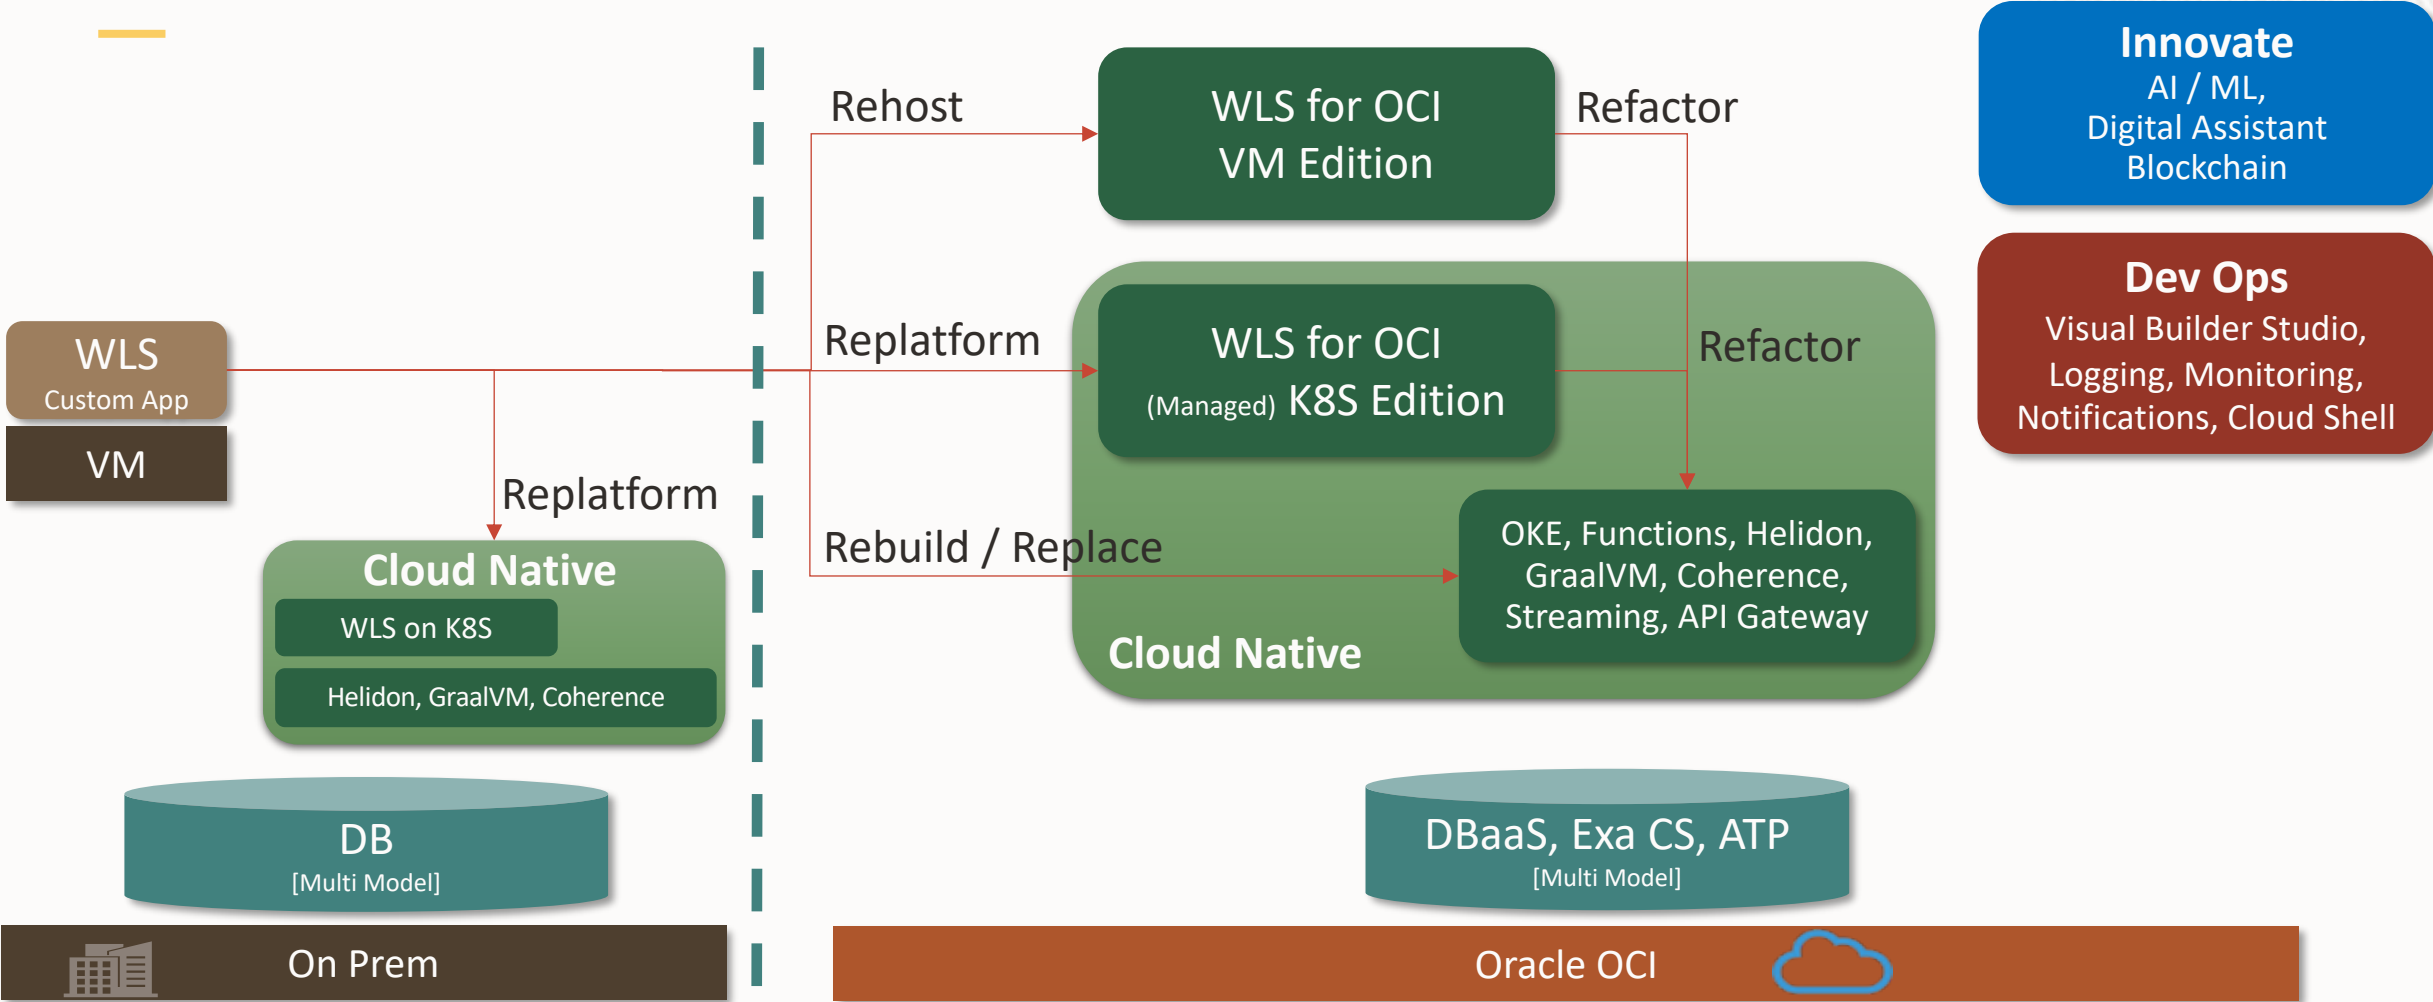 Rehost
WLS for OCI
VM Edition
Refactor
Innovate
AI / ML,
Digital Assistant
Blockchain
Dev Ops
Visual Builder Studio,
Logging, Monitoring,
Notifications, Cloud Shell
WLS
Custom App
VM
Replatform
WLS for OCI
(Managed) K8S Edition
Refactor
Replatform
Rebuild / Replace
OKE, Functions, Helidon,
GraalVM, Coherence,
Streaming, API Gateway
Cloud Native
Cloud Native
WLS on K8S
Helidon, GraalVM, Coherence
DB
[Multi Model]
DBaaS, Exa CS, ATP
[Multi Model]
On Prem
Oracle OCI